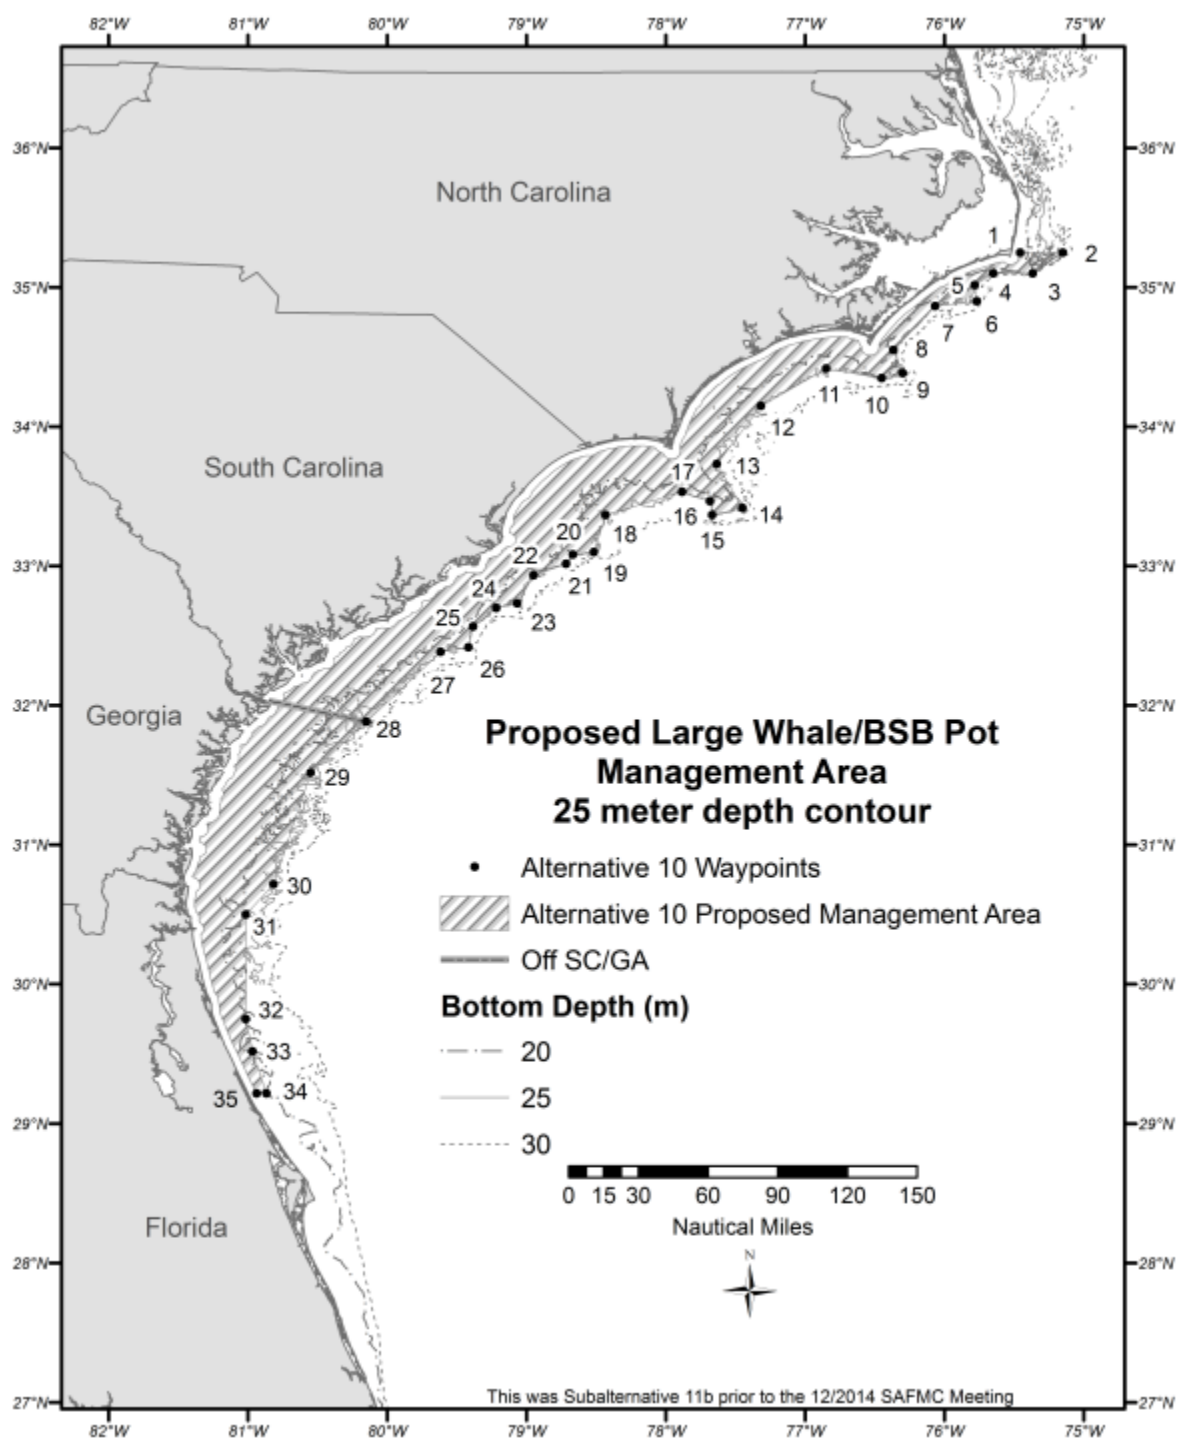 82°W 81°W 80°W 79°W 78°W 77°W 76°W 75°W
36°N 36°N
North Carolina
1
2
35°N 35°N
5 4 3
6
7
8
9
10
11
12
34°N 34°N
South Carolina
13
17
14
16
15
18
20
33°N 33°N
22
19
21
24
23
25
26
27
32°N 32°N
Georgia
28
29
Proposed Large Whale/BSB Pot
Management Area
25 meter depth contour
31°N 31°N
Alternative 10 Waypoints
30
Alternative 10 Proposed Management Area
31
Off SC/GA
30°N 30°N
Bottom Depth (m)
32
33
20
34
35
25
29°N 29°N
30
0 15 30 60 90 120 150
Nautical Miles
Florida
N
28°N 28°N
This was Subalternative 11b prior to the 12/2014 SAFMC Meeting
27°N 27°N
82°W 81°W 80°W 79°W 78°W 77°W 76°W 75°W